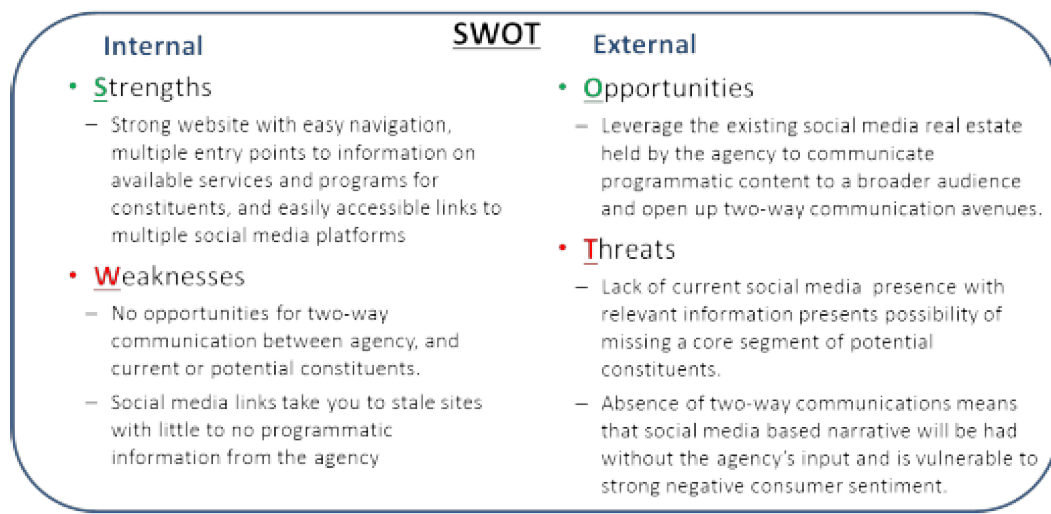 SWOT
Internal
• Strengths
– Strong website with easy navigation,
multiple entry points to information on
available services and programs for
constituents, and easily accessible links to
multiple social media platforms
• Weaknesses
– No opportunities for two-way
communication between agency, and
current or potential constituents.
– Social media links take you to stale sites
with little to no programmatic
information from the agency
External
• Opportunities
– Leverage the existing social media real estate
held by the agency to communicate
programmatic content to a broader audience
and open up two-way communication avenues.
• Threats
– Lack of current social media presence with
relevant information presents possibility of
missing a core segment of potential
constituents.
– Absence of two-way communications means
that social media based narrative will be had
without the agency's input and is vulnerable to
strong negative consumer sentiment.